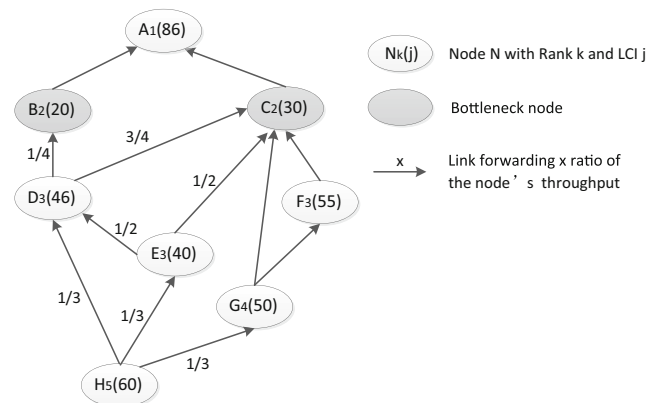 A1(86)
Nk(j)
Node N with Rank k and LCI j
B2(20)
C2(30)
Bottleneck node
3/4
1/4
x
Link forwarding x ratio of
the node's throughput
1/2
D3(46)
F3(55)
1/2
E3(40)
G4(50)
1/3
1/3
1/3
H5(60)